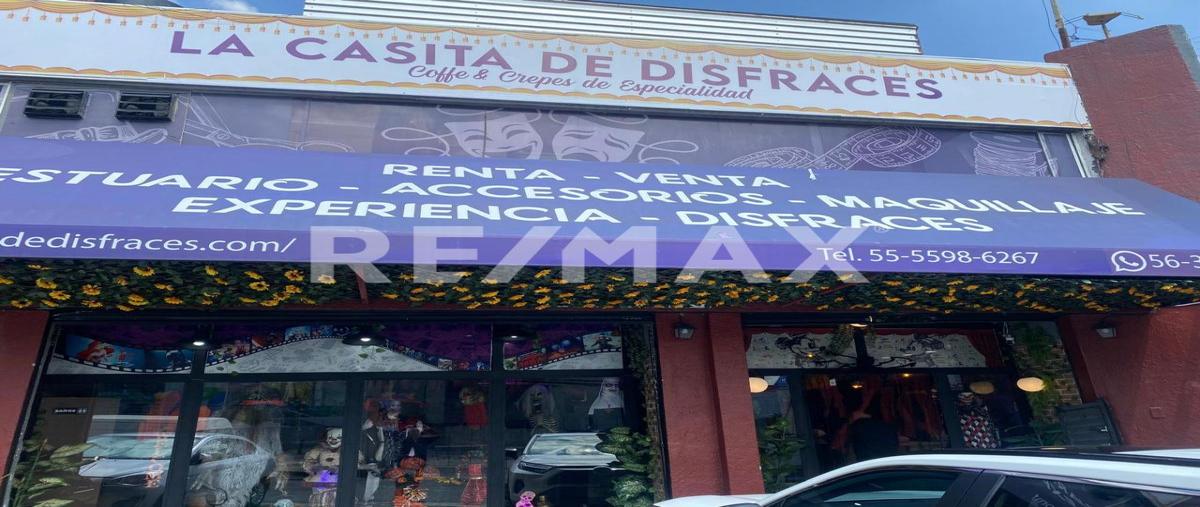 LA CASITA DE DISFRACES
Coffe & Crepes de Especialidad
RENTA - VENTA
ESTUARIO - ACCESORIOS - MAQUILLAJE
EXPERIENCIA - DISFRACES
dedisfraces.com/
Tel. 55-5598-6267
56-3
RE/MAX